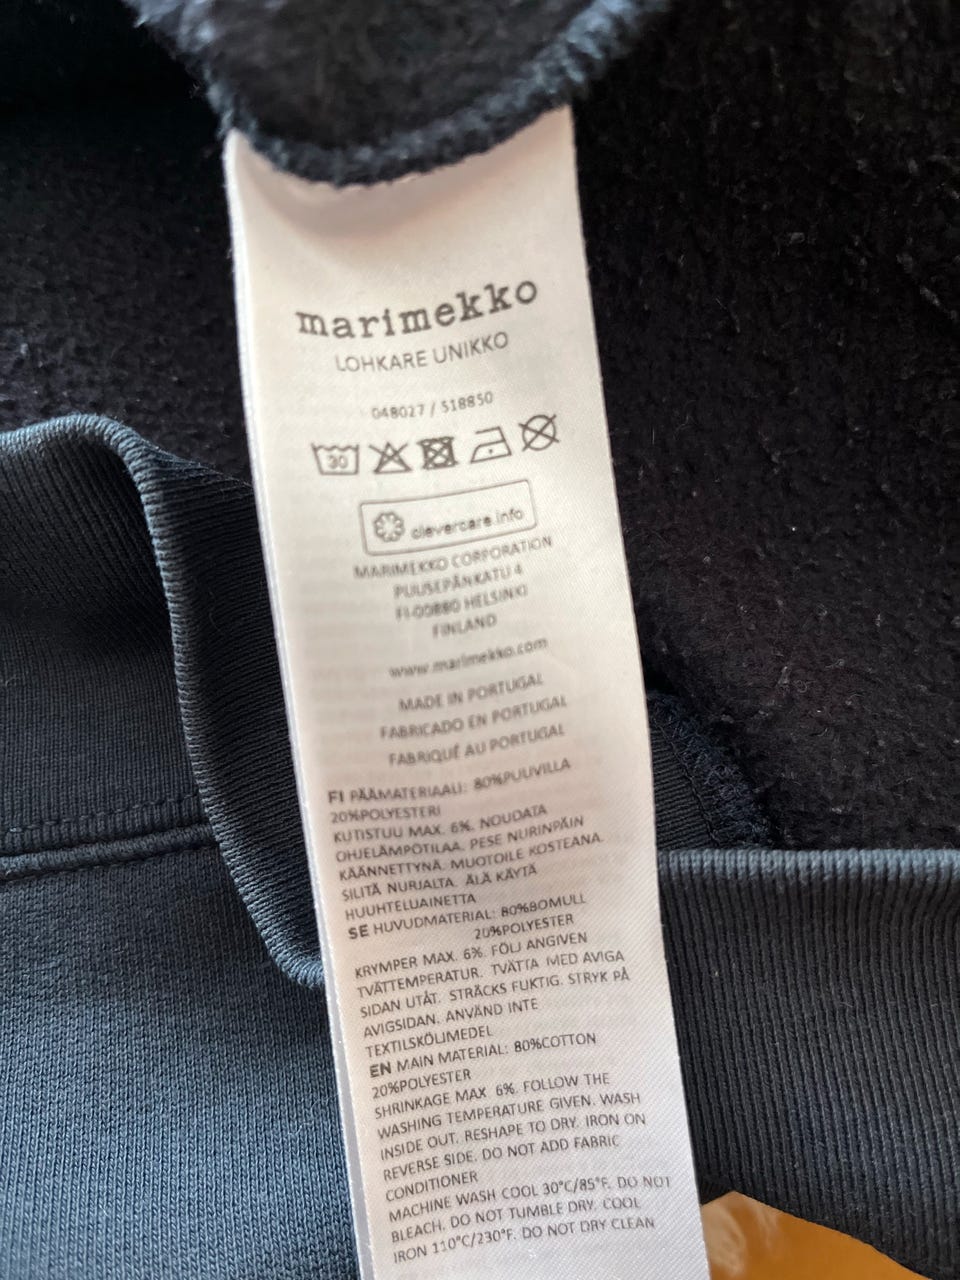 marimekko
LOHKARE UNIKKO
048027 / 518850
30
clevercare.info
MARIMEKKO CORPORATION
PUUSEPÄNKATU 4
FI-00880 HELSINKI
FINLAND
www.marimekko.com
MADE IN PORTUGAL
FABRICADO EN PORTUGAL
FABRIQUÉ AU PORTUGAL
FI PÄÄMATERIAALI: 80%PUUVILLA
20%POLYESTERI
KUTISTUU MAX. 6%. NOUDATA
OHJELÄMPÖTILAA. PESE NURINPÄIN
KÄÄNNETTYNÄ. MUOTOILE KOSTEANA.
SILITÄ NURJALTA. ÄLÄ KÄYTÄ
HUUHTELUAINETTA
SE HUVUDMATERIAL: 80%BOMULL
20%POLYESTER
KRYMPER MAX. 6%. FÖLJ ANGIVEN
TVÄTTEMPERATUR. TVÄTTA MED AVIGA
SIDAN UTÅT. STRÄCKS FUKTIG. STRYK PÅ
AVIGSIDAN. ANVÄND INTE
TEXTILSKÖLJMEDEL
EN MAIN MATERIAL: 80%COTTON
20%POLYESTER
SHRINKAGE MAX. 6%. FOLLOW THE
WASHING TEMPERATURE GIVEN. WASH
INSIDE OUT. RESHAPE TO DRY. IRON ON
REVERSE SIDE. DO NOT ADD FABRIC
CONDITIONER
MACHINE WASH COOL 30°C/85°F. DO NOT
BLEACH. DO NOT TUMBLE DRY. COOL
IRON 110°C/230°F. DO NOT DRY CLEAN